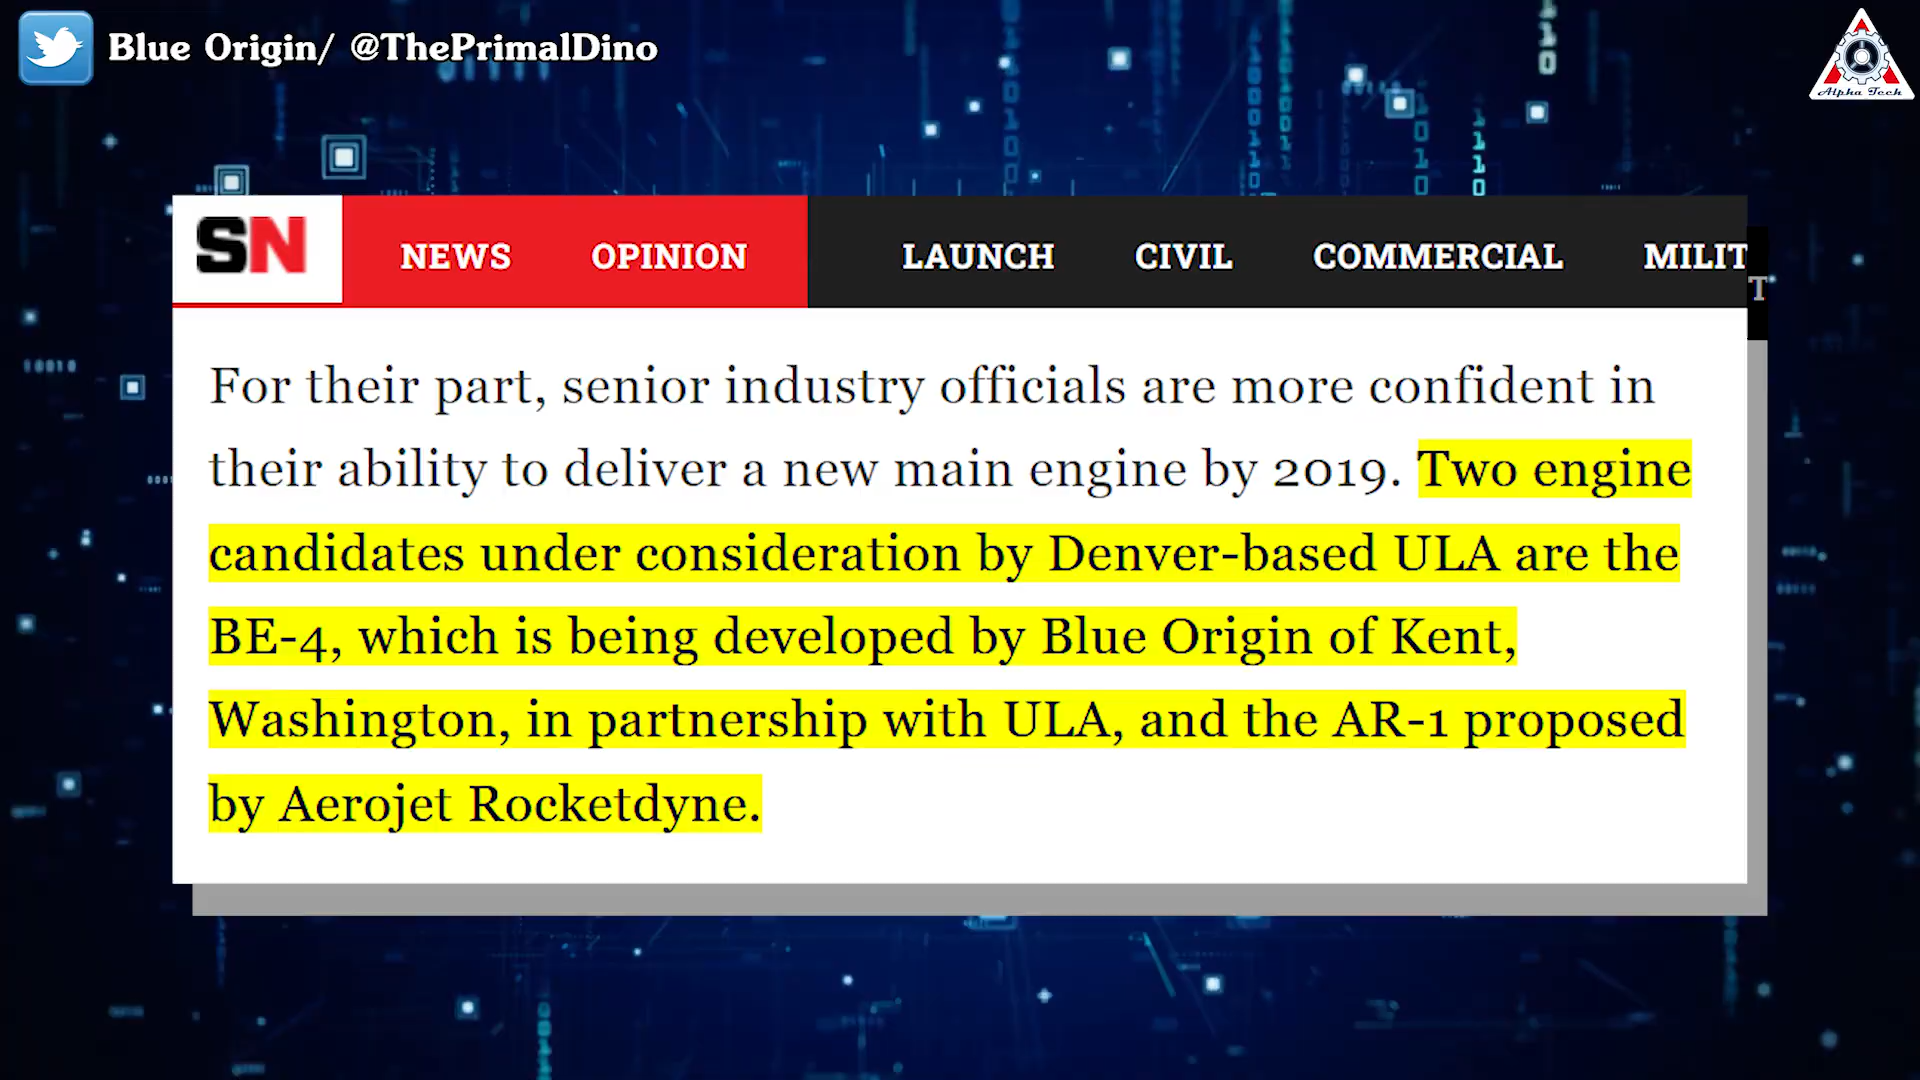 Blue Origin/ @ThePrimalDino
Alpha Tech
SN NEWS OPINION LAUNCH CIVIL COMMERCIAL MILIT
T
For their part, senior industry officials are more confident in
their ability to deliver a new main engine by 2019. Two engine
candidates under consideration by Denver-based ULA are the
BE-4, which is being developed by Blue Origin of Kent,
Washington, in partnership with ULA, and the AR-1 proposed
by Aerojet Rocketdyne.